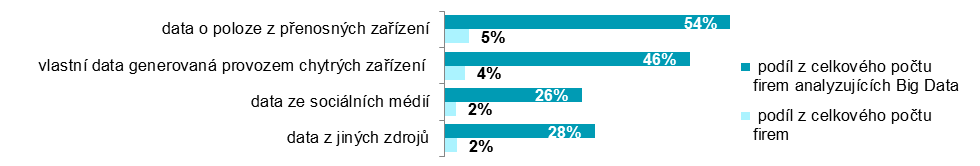 data o poloze z přenosných zařízení
54%
5%
vlastní data generovaná provozem chytrých zařízení
46%
4%
data ze sociálních médií
26%
2%
data z jiných zdrojů
28%
2%
podíl z celkového počtu
firem analyzujících Big Data
podíl z celkového počtu
firem